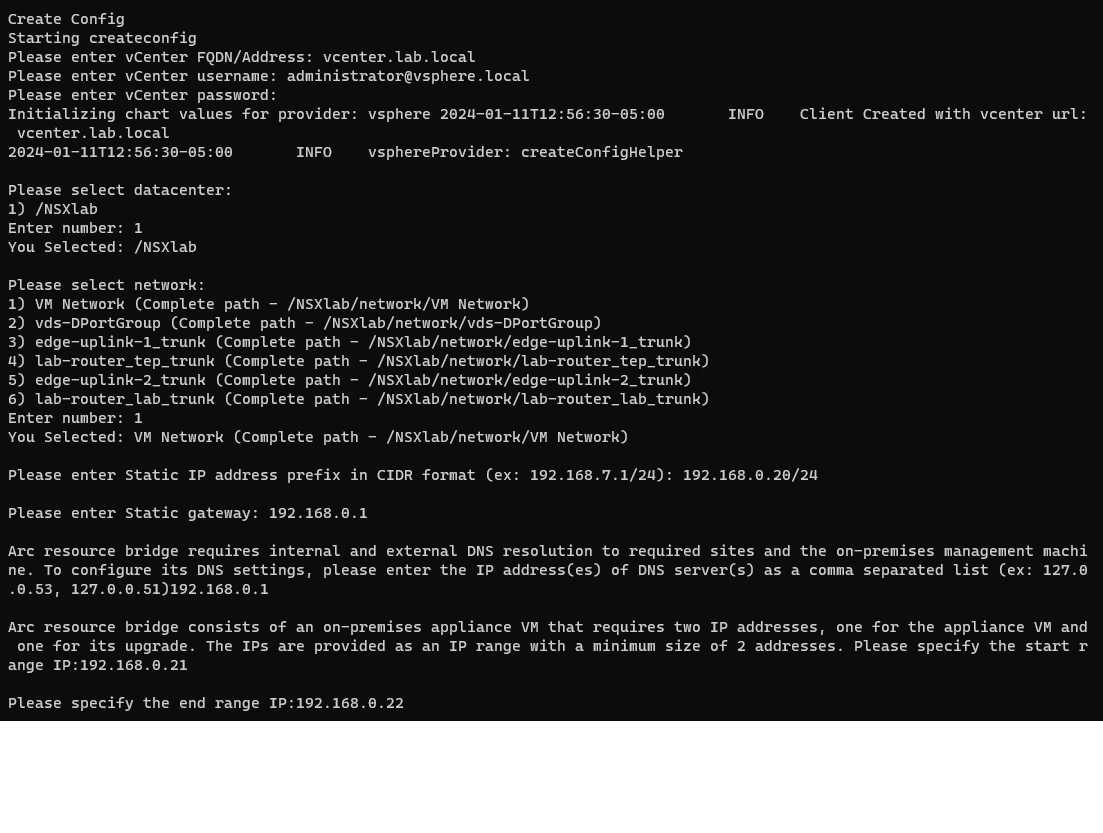 Create Config
Starting createconfig
Please enter vCenter FQDN/Address: vcenter.lab.local
Please enter vCenter username: administrator@vsphere.local
Please enter vCenter password:
Initializing chart values for provider: vsphere 2024-01-11T12:56:30-05:00       INFO    Client Created with vcenter url:
 vcenter.lab.local
2024-01-11T12:56:30-05:00       INFO    vsphereProvider: createConfigHelper

Please select datacenter:
1) /NSXlab
Enter number: 1
You Selected: /NSXlab

Please select network:
1) VM Network (Complete path - /NSXlab/network/VM Network)
2) vds-DPortGroup (Complete path - /NSXlab/network/vds-DPortGroup)
3) edge-uplink-1_trunk (Complete path - /NSXlab/network/edge-uplink-1_trunk)
4) lab-router_tep_trunk (Complete path - /NSXlab/network/lab-router_tep_trunk)
5) edge-uplink-2_trunk (Complete path - /NSXlab/network/edge-uplink-2_trunk)
6) lab-router_lab_trunk (Complete path - /NSXlab/network/lab-router_lab_trunk)
Enter number: 1
You Selected: VM Network (Complete path - /NSXlab/network/VM Network)

Please enter Static IP address prefix in CIDR format (ex: 192.168.7.1/24): 192.168.0.20/24

Please enter Static gateway: 192.168.0.1

Arc resource bridge requires internal and external DNS resolution to required sites and the on-premises management machi
ne. To configure its DNS settings, please enter the IP address(es) of DNS server(s) as a comma separated list (ex: 127.0
.0.53, 127.0.0.51)192.168.0.1

Arc resource bridge consists of an on-premises appliance VM that requires two IP addresses, one for the appliance VM and
 one for its upgrade. The IPs are provided as an IP range with a minimum size of 2 addresses. Please specify the start r
ange IP:192.168.0.21

Please specify the end range IP:192.168.0.22